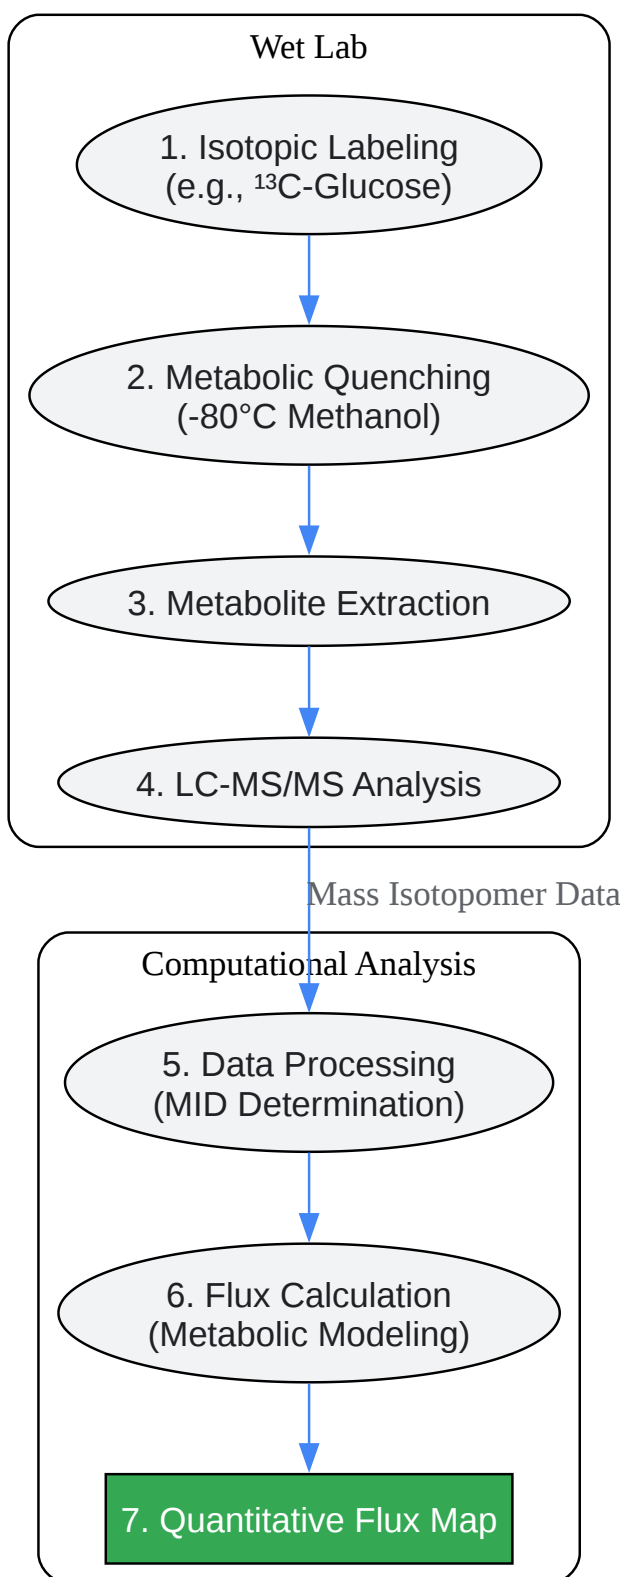 Wet Lab
1. Isotopic Labeling
(e.g., ¹³C-Glucose)
2. Metabolic Quenching
(-80°C Methanol)
3. Metabolite Extraction
4. LC-MS/MS Analysis
Mass Isotopomer Data
Computational Analysis
5. Data Processing
(MID Determination)
6. Flux Calculation
(Metabolic Modeling)
7. Quantitative Flux Map